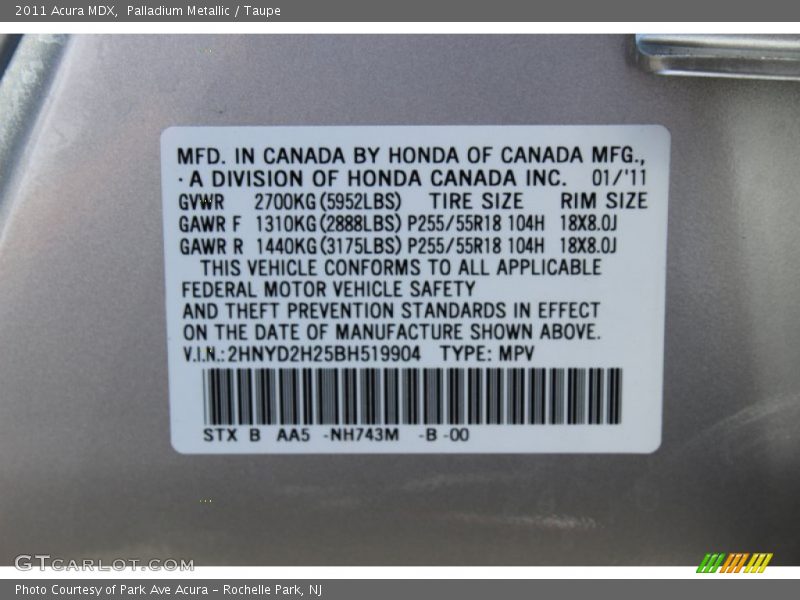 2011 Acura MDX, Palladium Metallic / Taupe
MFD. IN CANADA BY HONDA OF CANADA MFG.,
· A DIVISION OF HONDA CANADA INC. 01/'11
GVWR 2700KG(5952LBS) TIRE SIZE RIM SIZE
GAWR F 1310KG(2888LBS) P255/55R18 104H 18X8.0J
GAWR R 1440KG(3175LBS) P255/55R18 104H 18X8.0J
THIS VEHICLE CONFORMS TO ALL APPLICABLE
FEDERAL MOTOR VEHICLE SAFETY
AND THEFT PREVENTION STANDARDS IN EFFECT
ON THE DATE OF MANUFACTURE SHOWN ABOVE.
V.I.N.:2HNYD2H25BH519904 TYPE: MPV
STX B AA5 -NH743M -B -00
GTCARLOT.COM
Photo Courtesy of Park Ave Acura - Rochelle Park, NJ